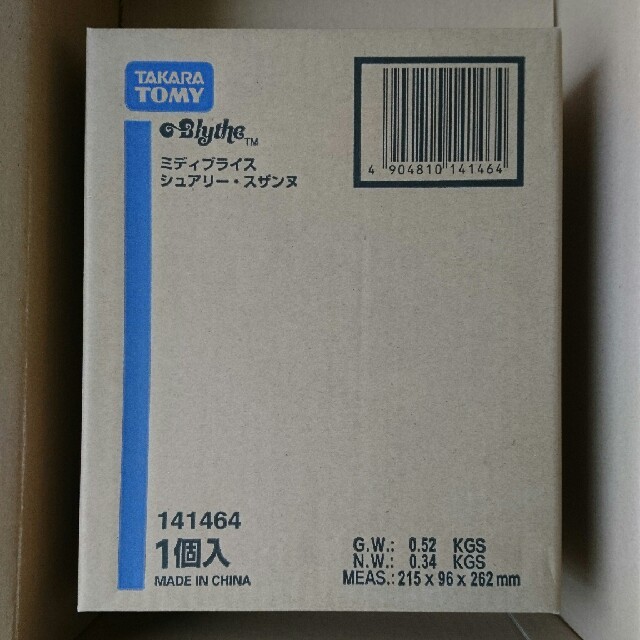 TAKARA
TOMY
Blythe™
ミディブライス
シュアリー・スザンヌ
4 904810 141464
141464
1個入
MADE IN CHINA
G.W.: 0.52 KGS
N.W.: 0.34 KGS
MEAS.: 215 x 96 x 262 mm